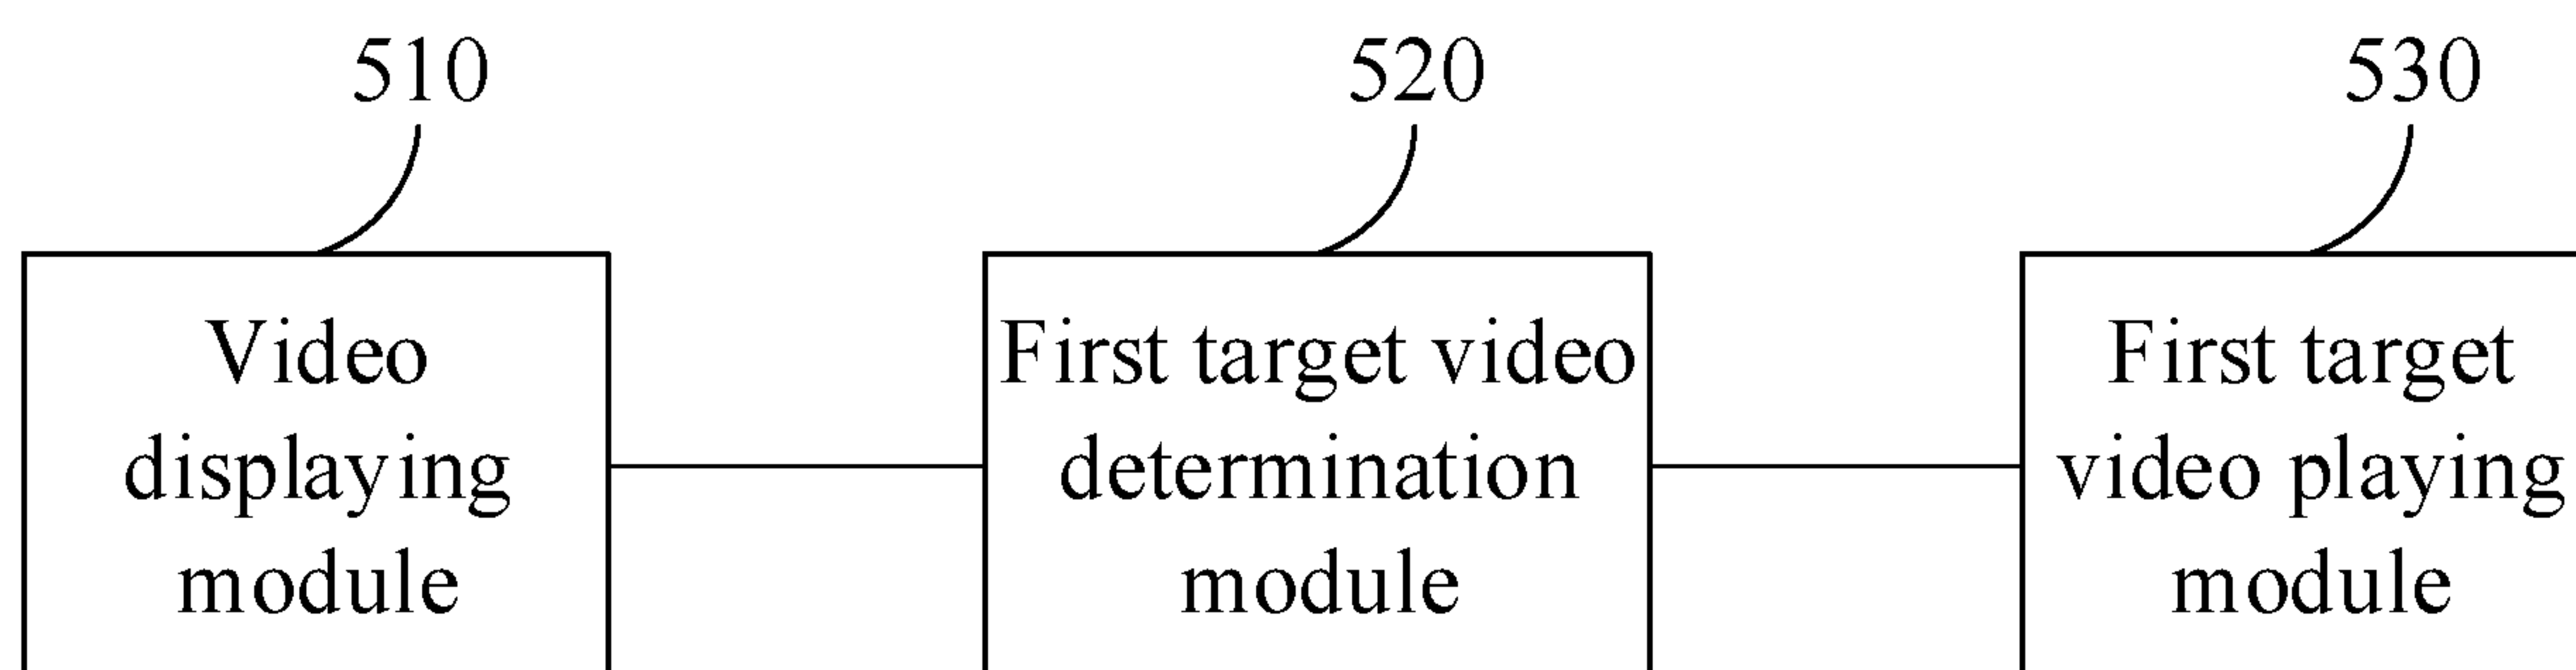 510
520
530
Video
displaying
module
First target video
determination
module
First target
video playing
module